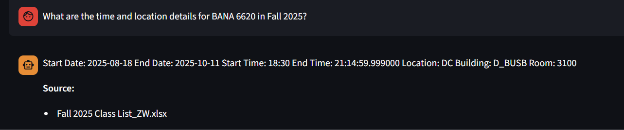 What are the time and location details for BANA 6620 in Fall 2025?
Start Date: 2025-08-18 End Date: 2025-10-11 Start Time: 18:30 End Time: 21:14:59.999000 Location: DC Building: D_BUSB Room: 3100
Source:
• Fall 2025 Class List_ZW.xlsx